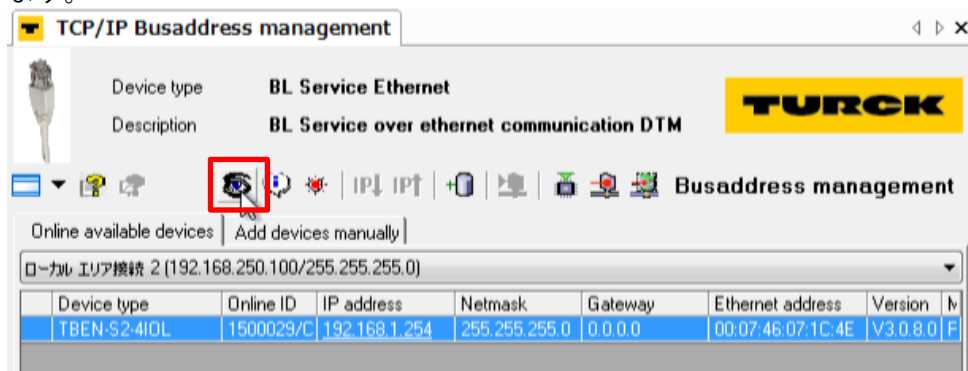 ます。
TCP/IP Busaddress management
Device type BL Service Ethernet
Description BL Service over ethernet communication DTM
TURCK
IP IP Busaddress management
Online available devices Add devices manually
ローカル エリア接続 2 (192.168.250.100/255.255.255.0)
Device type Online ID IP address Netmask Gateway Ethernet address Version
TBEN-S2-4IOL 1500029/C 192.168.1.254 255.255.255.0 0.0.0.0 00:07:46:07:1C:4E V3.0.8.0 F